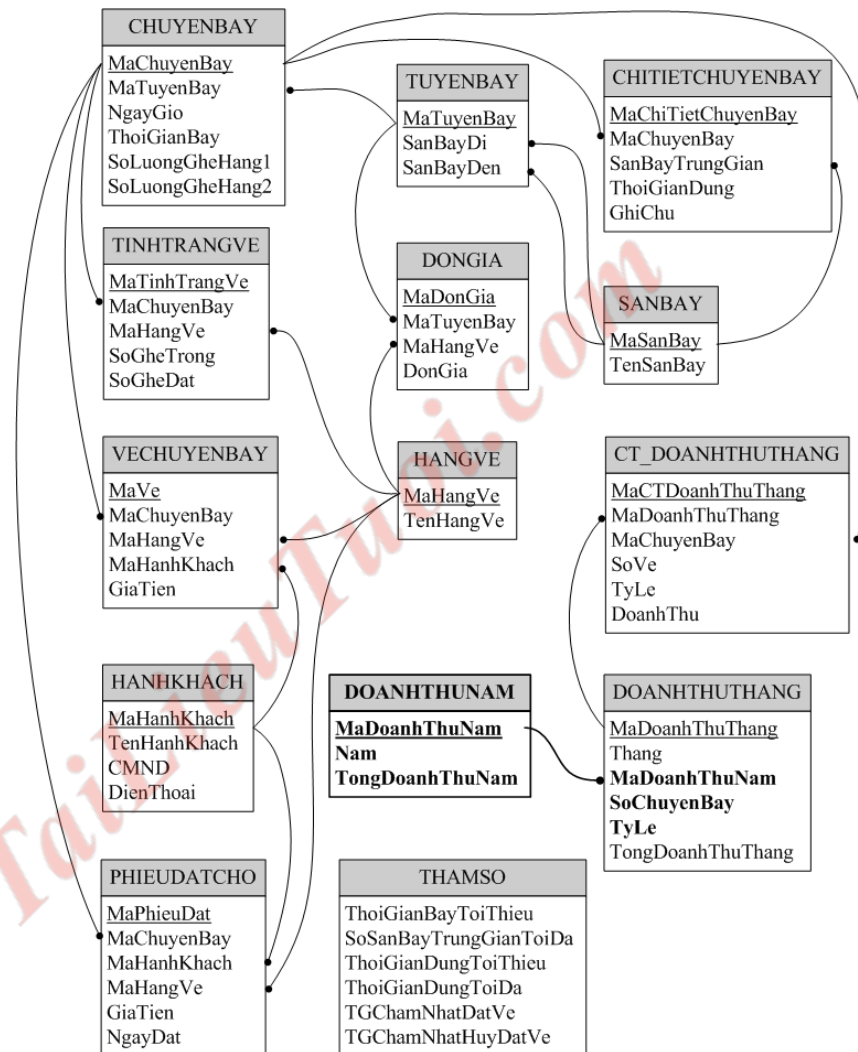 CHUYENBAY
MaChuyenBay
MaTuyenBay
NgayGio
ThoiGianBay
SoLuongGheHang1
SoLuongGheHang2
TUYENBAY
MaTuyenBay
SanBayDi
SanBayDen
CHITIETCHUYENBAY
MaChiTietChuyenBay
MaChuyenBay
SanBayTrungGian
ThoiGianDung
GhiChu
TINHTRANGVE
MaTinhTrangVe
MaChuyenBay
MaHangVe
SoGheTrong
SoGheDat
DONGIA
MaDonGia
MaTuyenBay
MaHangVe
DonGia
SANBAY
MaSanBay
TenSanBay
VECHUYENBAY
MaVe
MaChuyenBay
MaHangVe
MaHanhKhach
GiaTien
HANGVE
MaHangVe
TenHangVe
CT_DOANHTHUTHANG
MaCTDoanhThuThang
MaDoanhThuThang
MaChuyenBay
SoVe
TyLe
DoanhThu
HANHKHACH
MaHanhKhach
TenHanhKhach
CMND
DienThoai
DOANHTHUNAM
MaDoanhThuNam
Nam
TongDoanhThuNam
DOANHTHUTHANG
MaDoanhThuThang
Thang
MaDoanhThuNam
SoChuyenBay
TyLe
TongDoanhThuThang
PHIEUDATCHO
MaPhieuDat
MaChuyenBay
MaHanhKhach
MaHangVe
GiaTien
NgayDat
THAMSO
ThoiGianBayToiThieu
SoSanBayTrungGianToiDa
ThoiGianDungToiThieu
ThoiGianDungToiDa
TGChamNhatDatVe
TGChamNhatHuyDatVe
TaiLieuTuoi.com